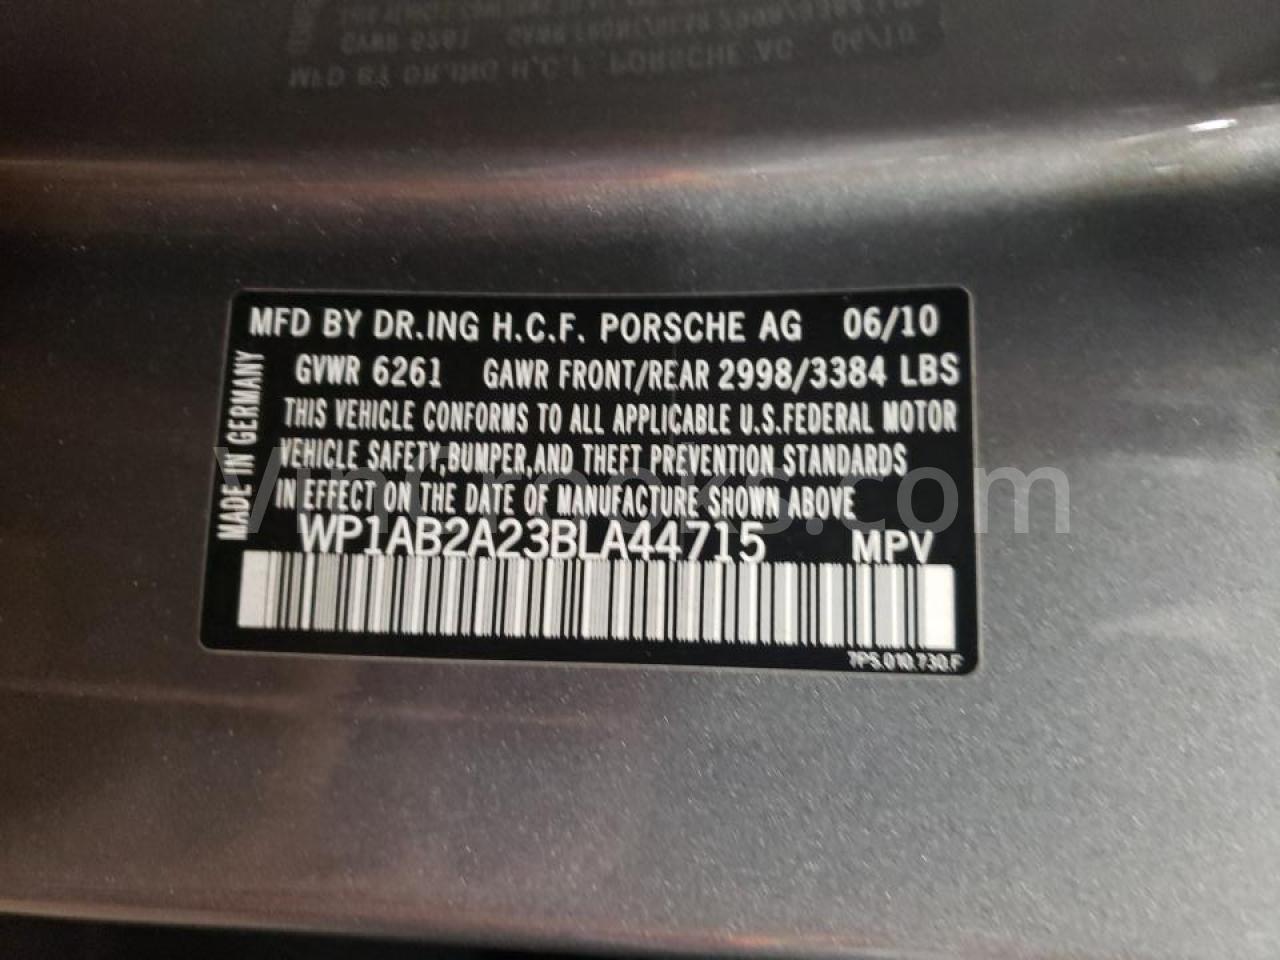 MFD BY DR.ING H.C.F. PORSCHE AG 06/10
GVWR 6261 GAWR FRONT/REAR 2998/3384 LBS
MADE IN GERMANY
THIS VEHICLE CONFORMS TO ALL APPLICABLE U.S.FEDERAL MOTOR
VEHICLE SAFETY,BUMPER,AND THEFT PREVENTION STANDARDS
IN EFFECT ON THE DATE OF MANUFACTURE SHOWN ABOVE
WP1AB2A23BLA44715 MPV
7P5.010.730.F